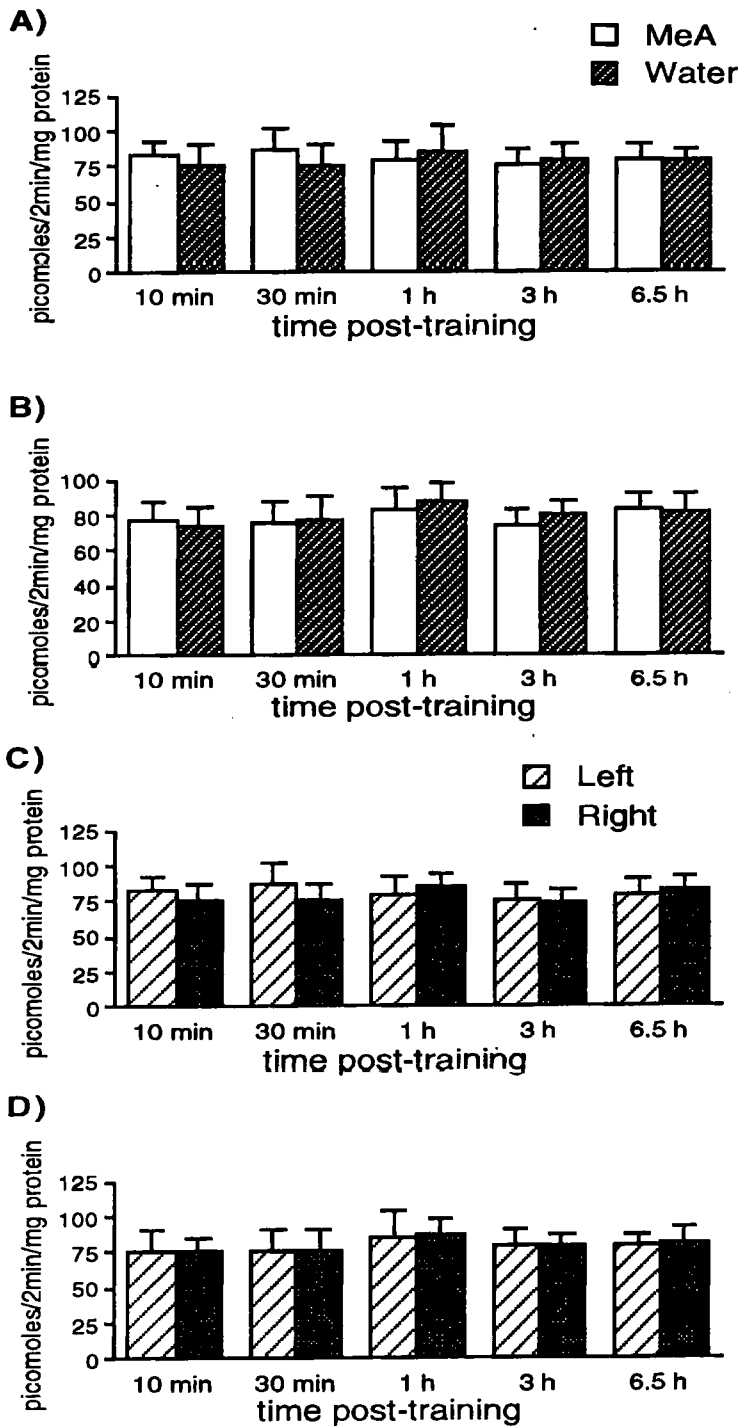 A)
MeA
Water
picomoles/2min/mg protein
125
100
75
50
25
0
10 min 30 min 1 h 3 h 6.5 h
time post-training
B)
picomoles/2min/mg protein
100
80
60
40
20
0
10 min 30 min 1 h 3 h 6.5 h
time post-training
C)
Left
Right
picomoles/2min/mg protein
125
100
75
50
25
0
10 min 30 min 1 h 3 h 6.5 h
time post-training
D)
picomoles/2min/mg protein
125
100
75
50
25
0
10 min 30 min 1 h 3 h 6.5 h
time post-training